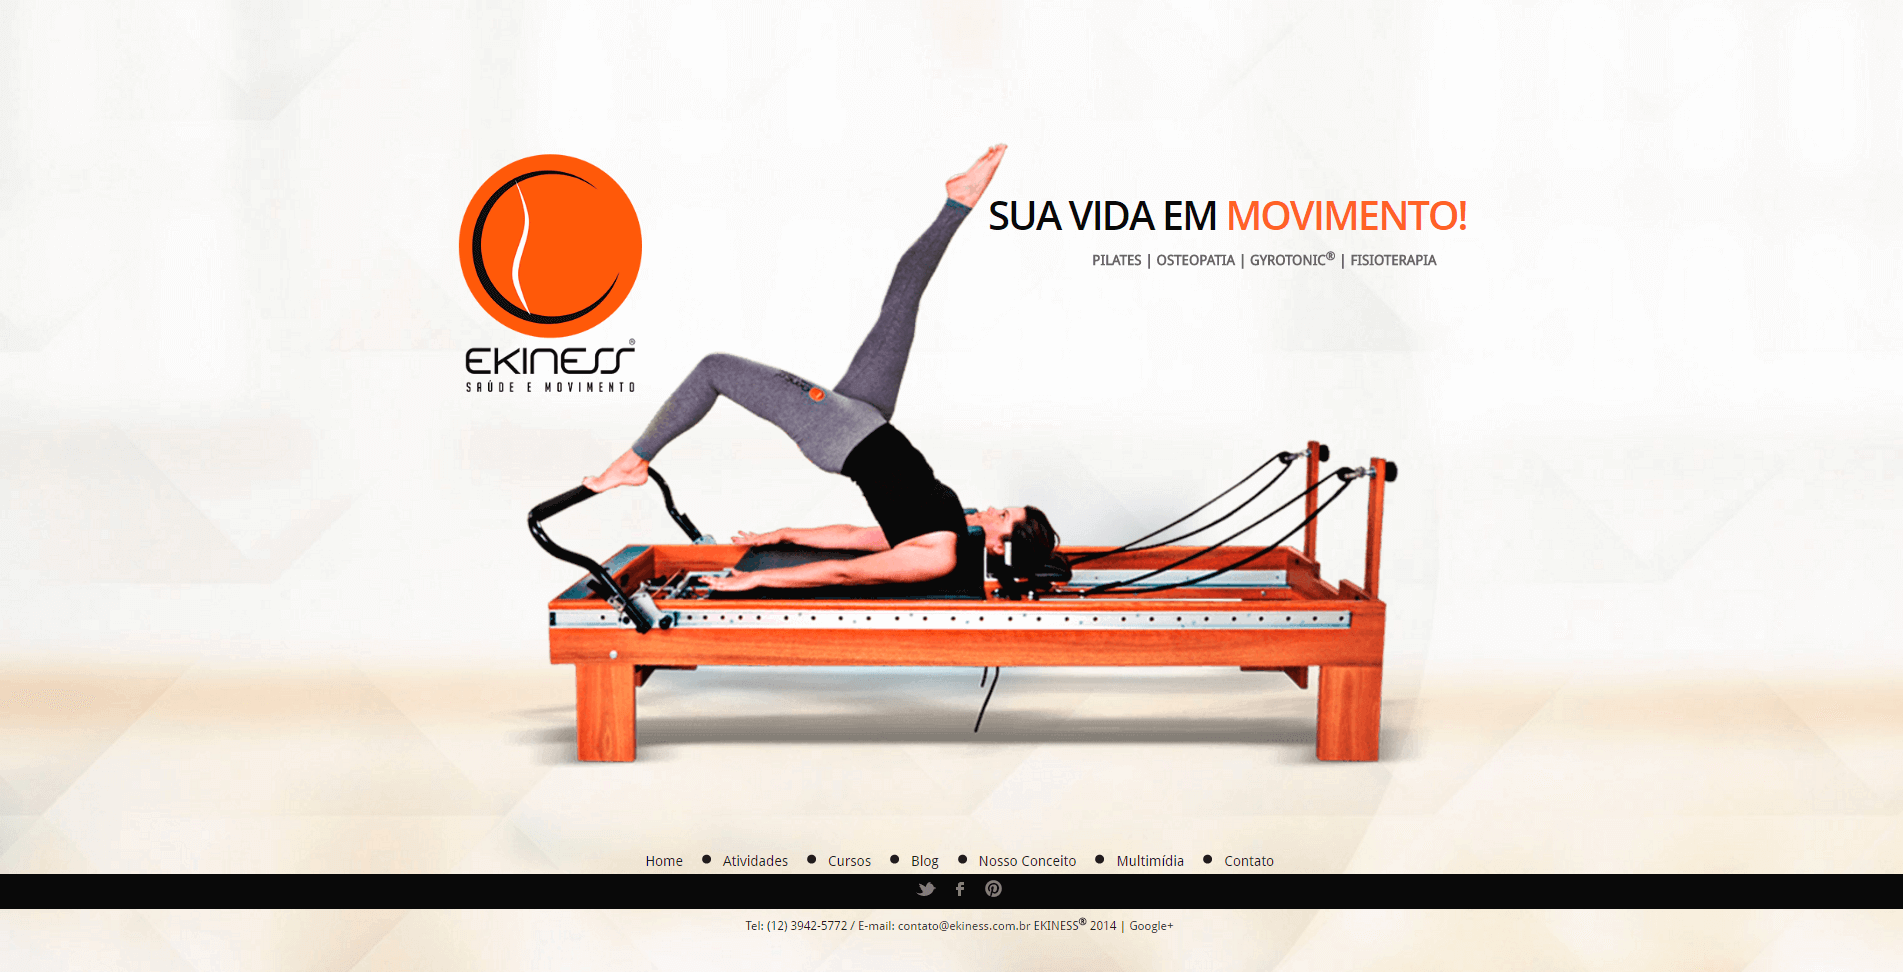 SUA VIDA EM MOVIMENTO!
PILATES | OSTEOPATIA | GYROTONIC® | FISIOTERAPIA
EKINESS®
SAÚDE E MOVIMENTO
Home • Atividades • Cursos • Blog • Nosso Conceito • Multimídia • Contato
Tel: (12) 3942-5772 / E-mail: contato@ekiness.com.br EKINESS® 2014 | Google+